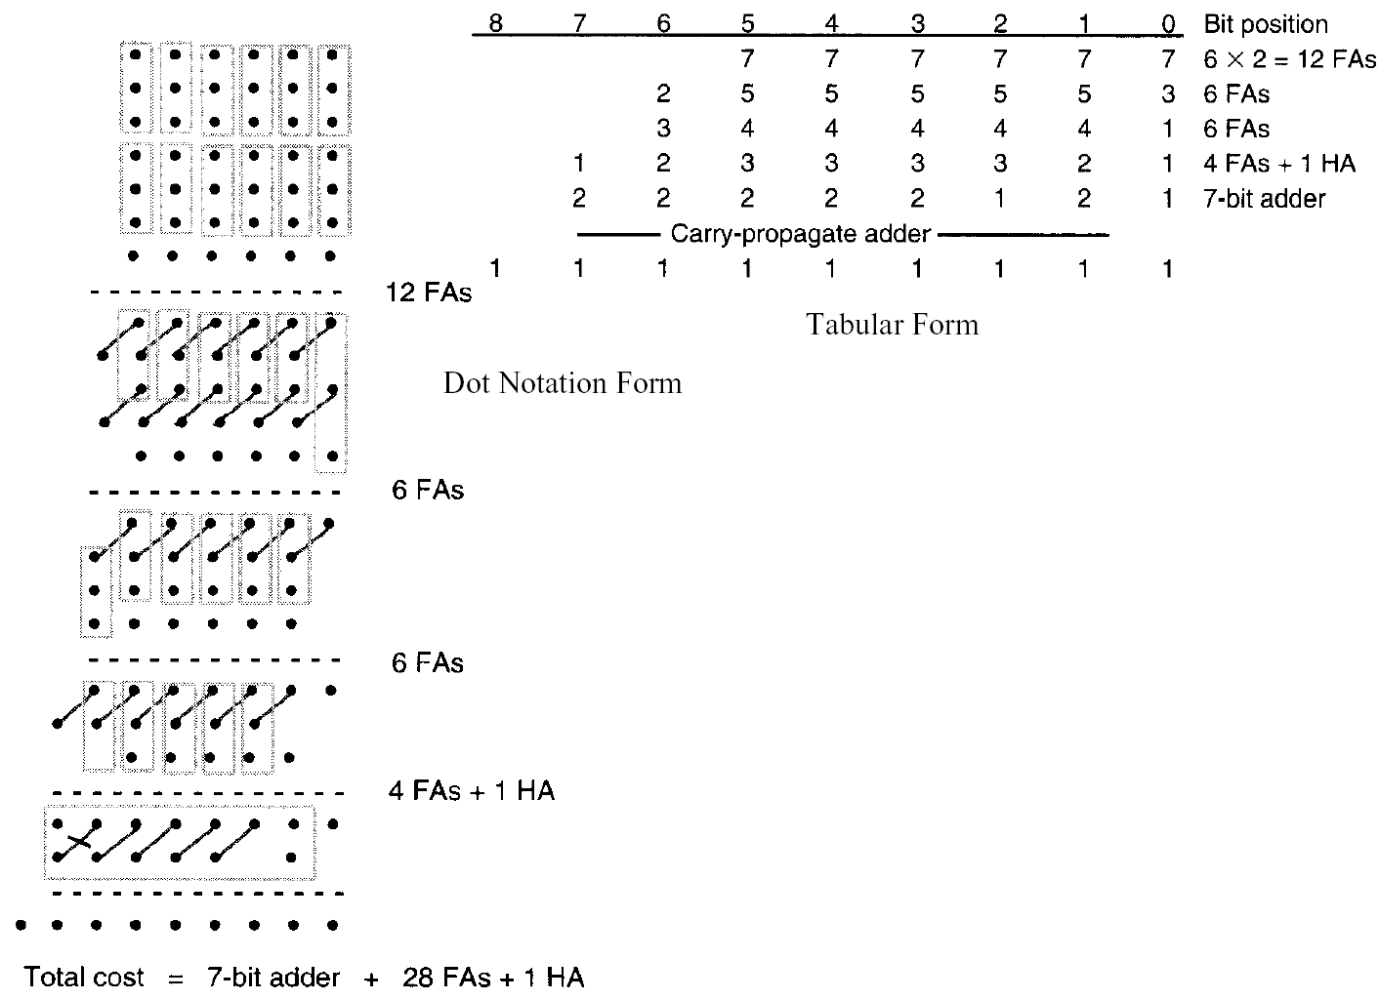 8 7 6 5 4 3 2 1 0 Bit position
7 7 7 7 7 7 6 × 2 = 12 FAs
2 5 5 5 5 5 3 6 FAs
3 4 4 4 4 4 1 6 FAs
1 2 3 3 3 3 2 1 4 FAs + 1 HA
2 2 2 2 2 1 2 1 7-bit adder
Carry-propagate adder
1 1 1 1 1 1 1 1 1
Tabular Form
12 FAs
Dot Notation Form
6 FAs
6 FAs
4 FAs + 1 HA
Total cost = 7-bit adder + 28 FAs + 1 HA